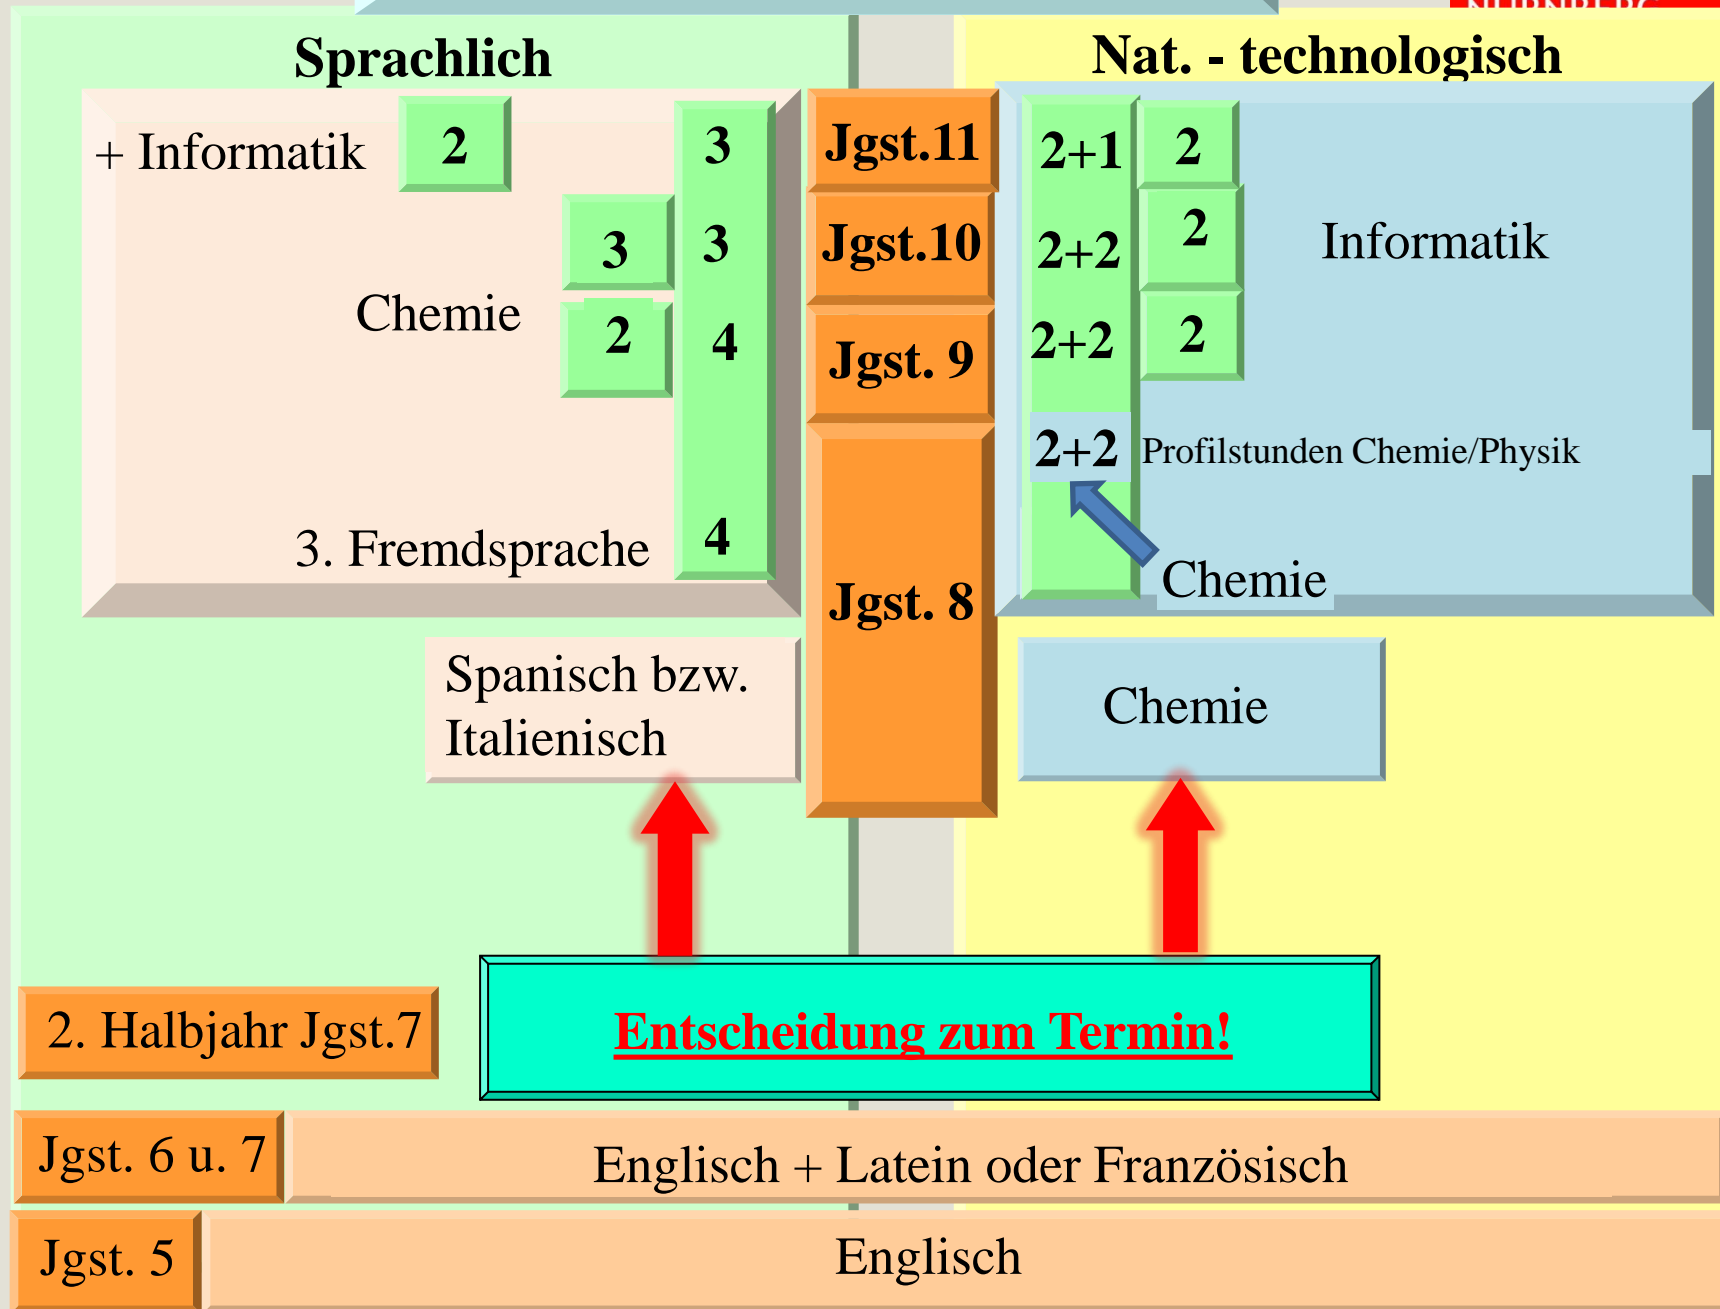 Sprachlich
Nat. - technologisch
+ Informatik 2 3 Jgst.11 2+1 2
3 3 Jgst.10 2+2 2 Informatik
Chemie 2 4 Jgst. 9 2+2 2
2+2 Profilstunden Chemie/Physik
3. Fremdsprache 4 Jgst. 8 Chemie
Spanisch bzw.
Italienisch
Chemie
2. Halbjahr Jgst.7 Entscheidung zum Termin!
Jgst. 6 u. 7 Englisch + Latein oder Französisch
Jgst. 5 Englisch